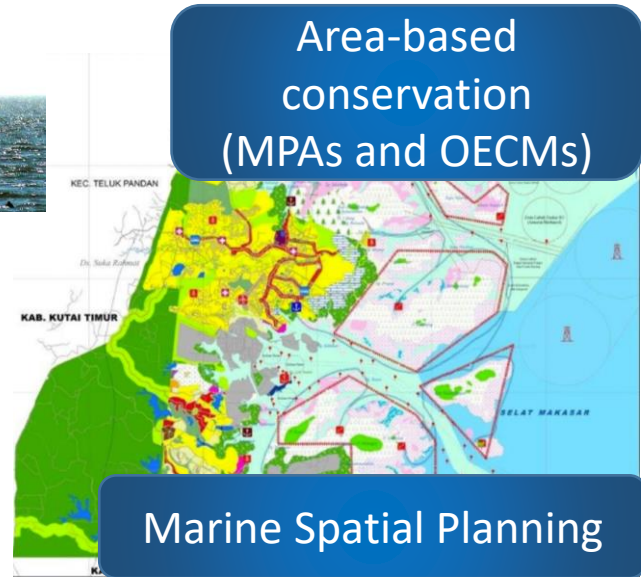 Area-based
conservation
(MPAs and OECMs)
KEC. TELUK PANDAN
KAB. KUTAI TIMUR
SELAT MAKASAR
Marine Spatial Planning